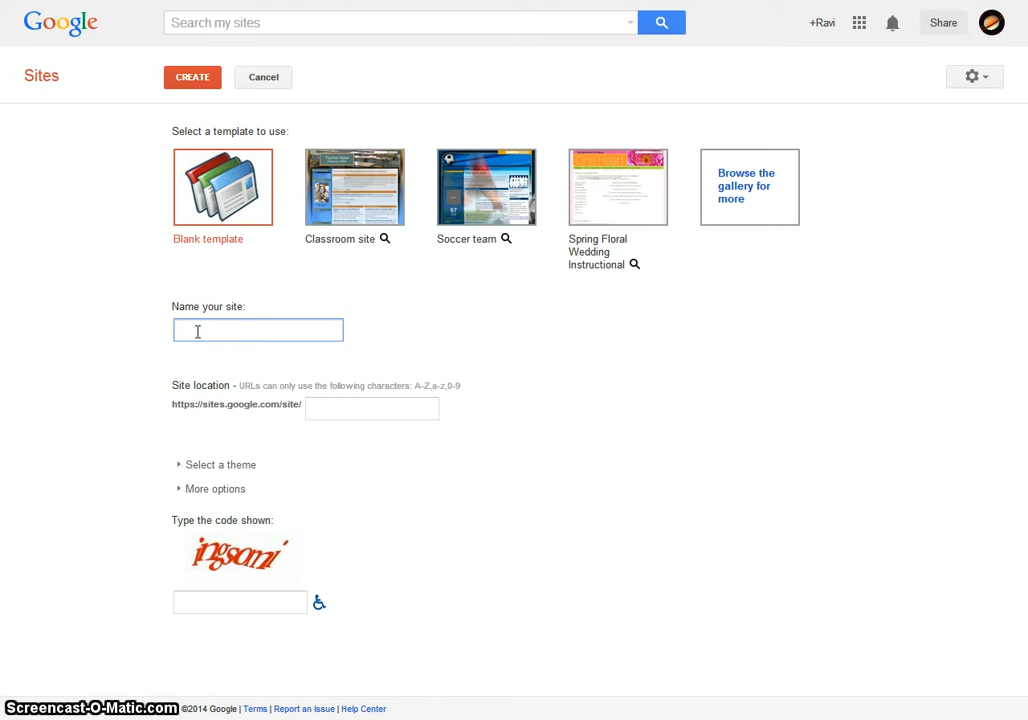 Google
Search my sites
+Ravi
Share
Sites
CREATE
Cancel
Select a template to use:
Browse the
gallery for
more
Blank template
Classroom site
Soccer team
Spring Floral
Wedding
Instructional
Name your site:
Site location - URLs can only use the following characters: A-Z,a-z,0-9
https://sites.google.com/site/
Select a theme
More options
Type the code shown:
Screencast-O-Matic.com
©2014 Google | Terms | Report an Issue | Help Center